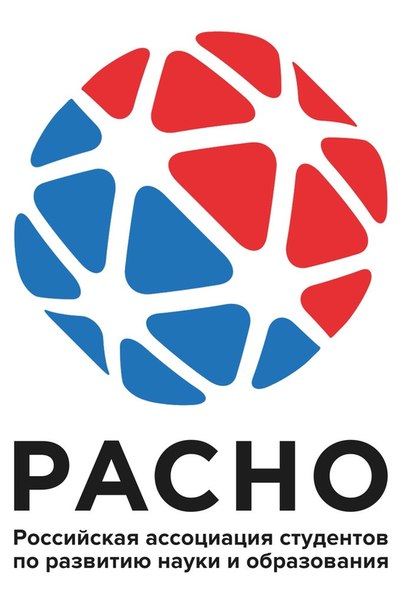 РАСНО
Российская ассоциация студентов
по развитию науки и образования